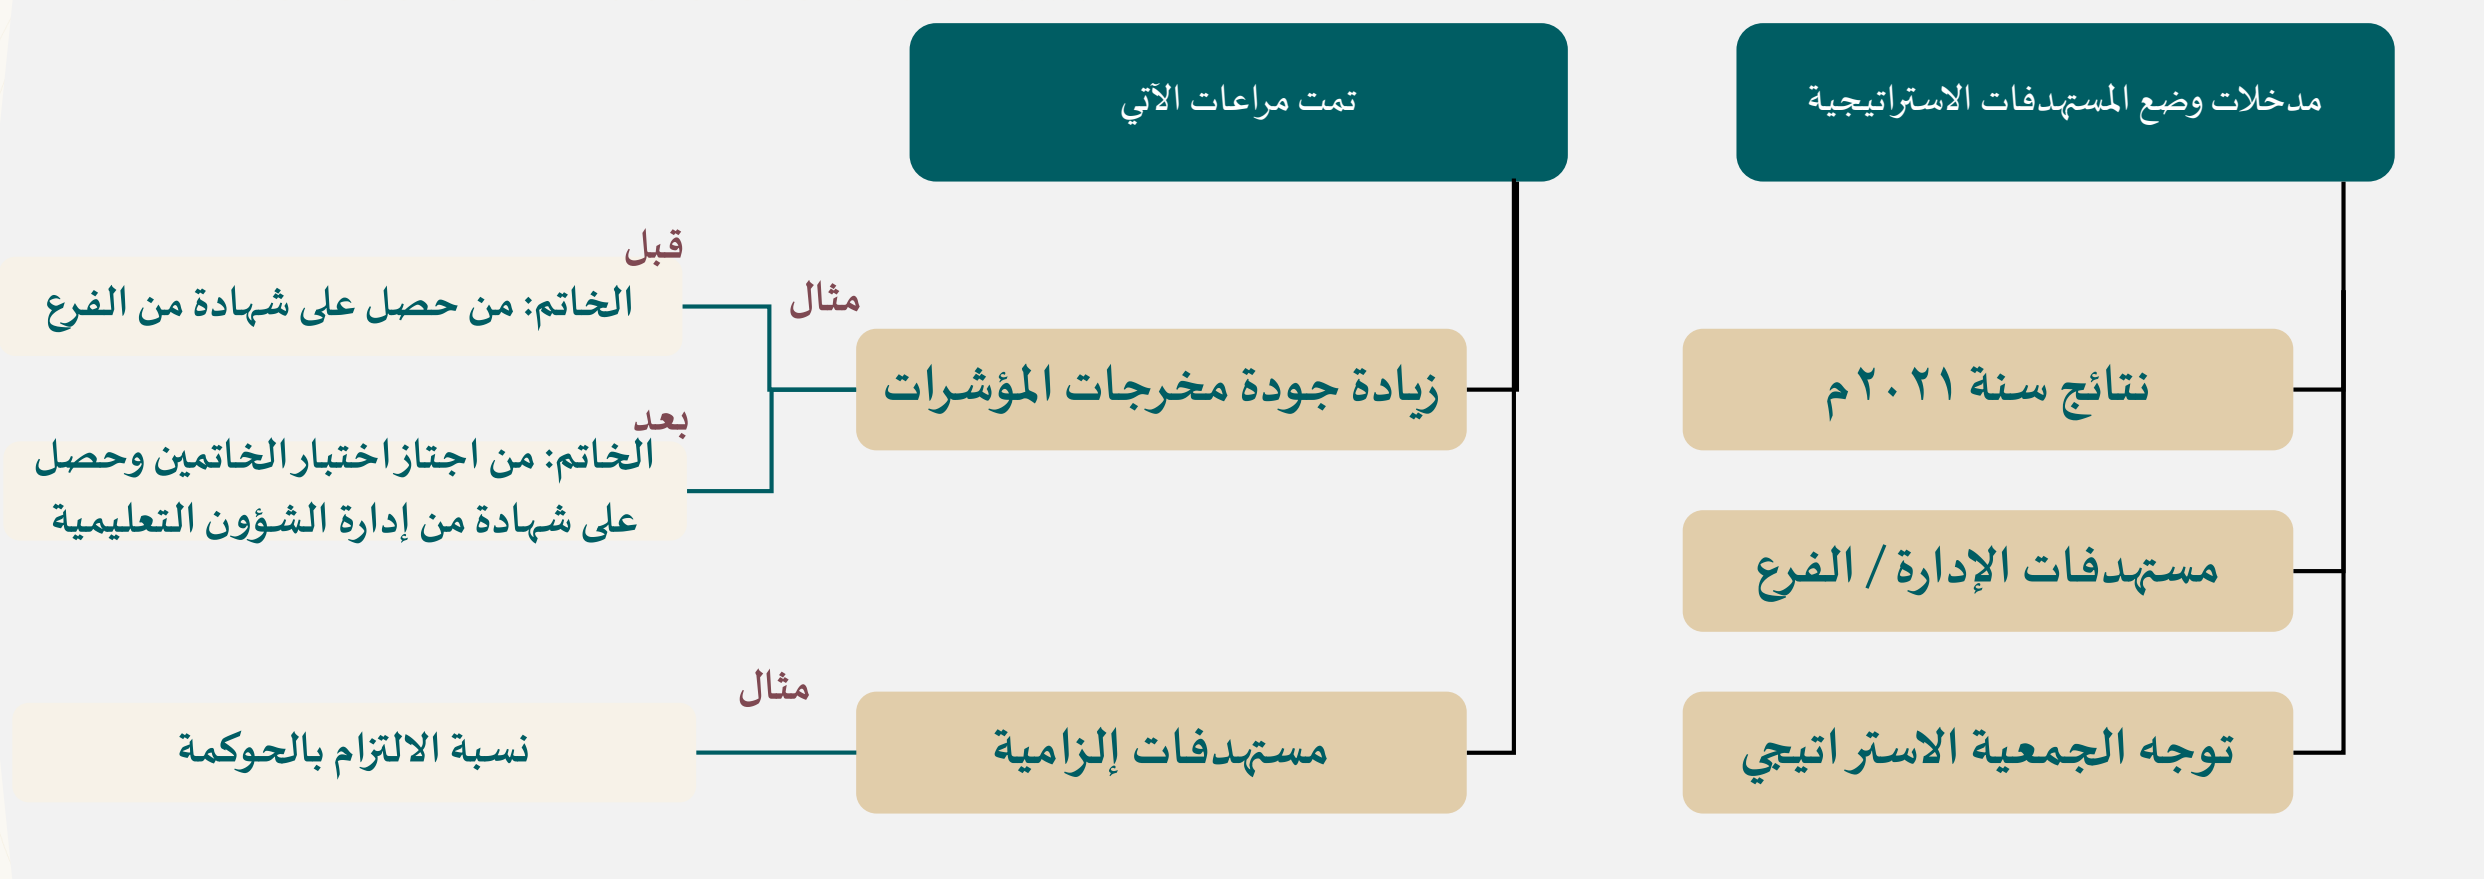 مدخلات وضع المستهدفات الاستراتيجية
نتائج سنة ٢٠٢١م
مستهدفات الإدارة / الفرع
توجه الجمعية الاستراتيجي
تمت مراعات الآتي
زيادة جودة مخرجات المؤشرات
مثال
قبل
الخاتم: من حصل على شهادة من الفرع
بعد
الخاتم: من اجتاز اختبار الخاتمين وحصل
على شهادة من إدارة الشؤون التعليمية
مستهدفات إلزامية
مثال
نسبة الالتزام بالحوكمة